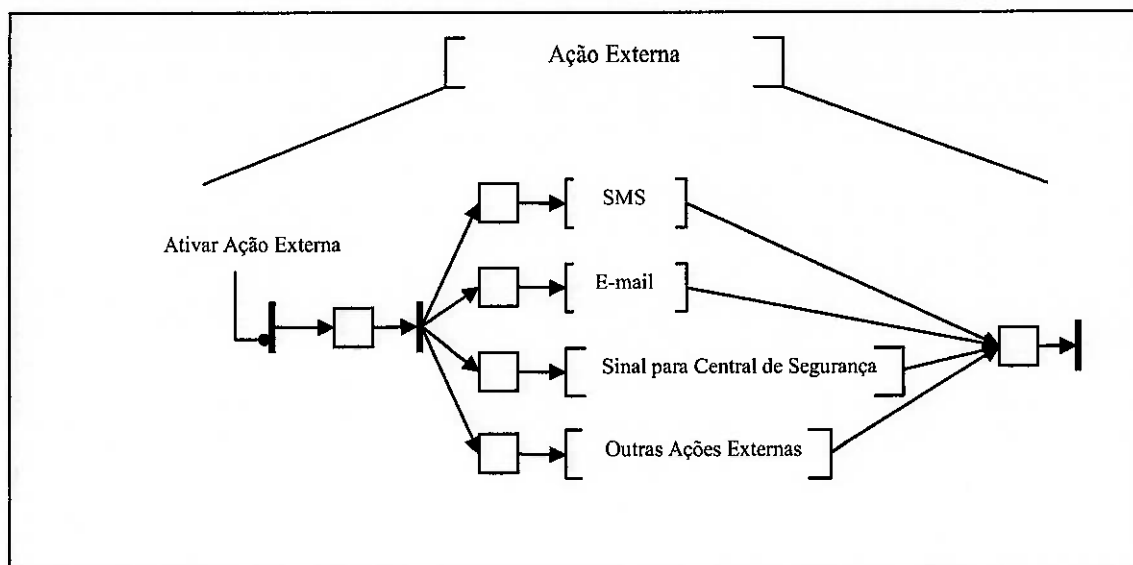 Ação Externa
SMS
Ativar Ação Externa
E-mail
Sinal para Central de Segurança
Outras Ações Externas